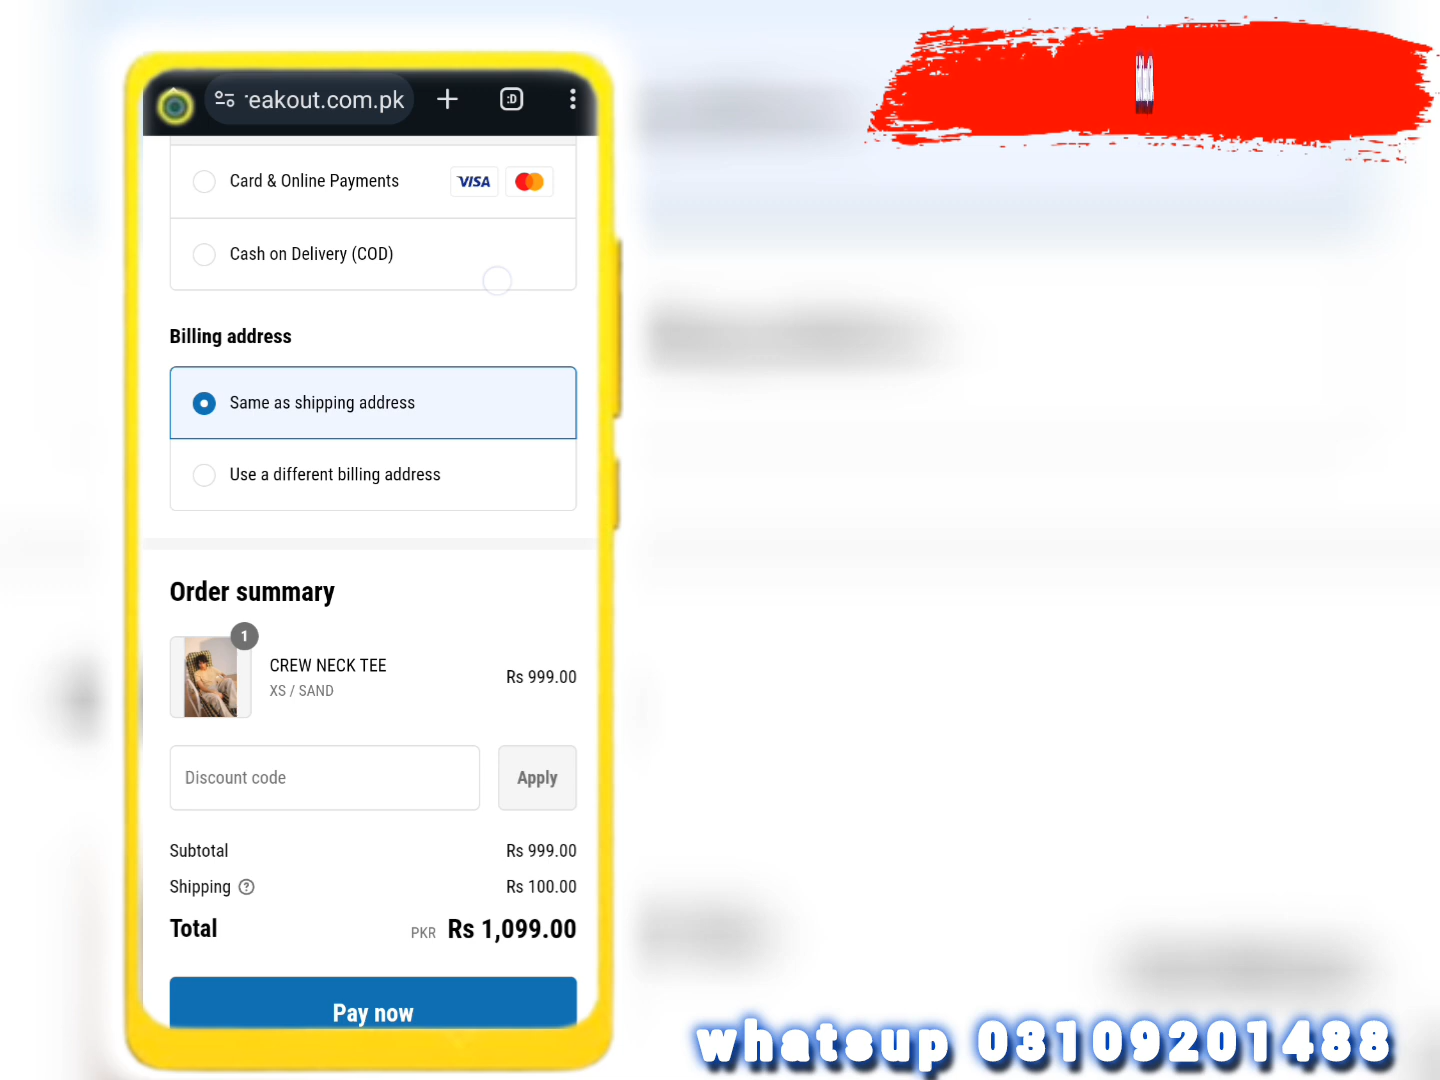 reakout.com.pk
:D
Card & Online Payments
VISA
Cash on Delivery (COD)
Billing address
Same as shipping address
Use a different billing address
Order summary
1
CREW NECK TEE
Rs 999.00
XS / SAND
Discount code
Apply
Subtotal
Rs 999.00
Shipping ?
Rs 100.00
Total
PKR Rs 1,099.00
Pay now
whatsup 03109201488